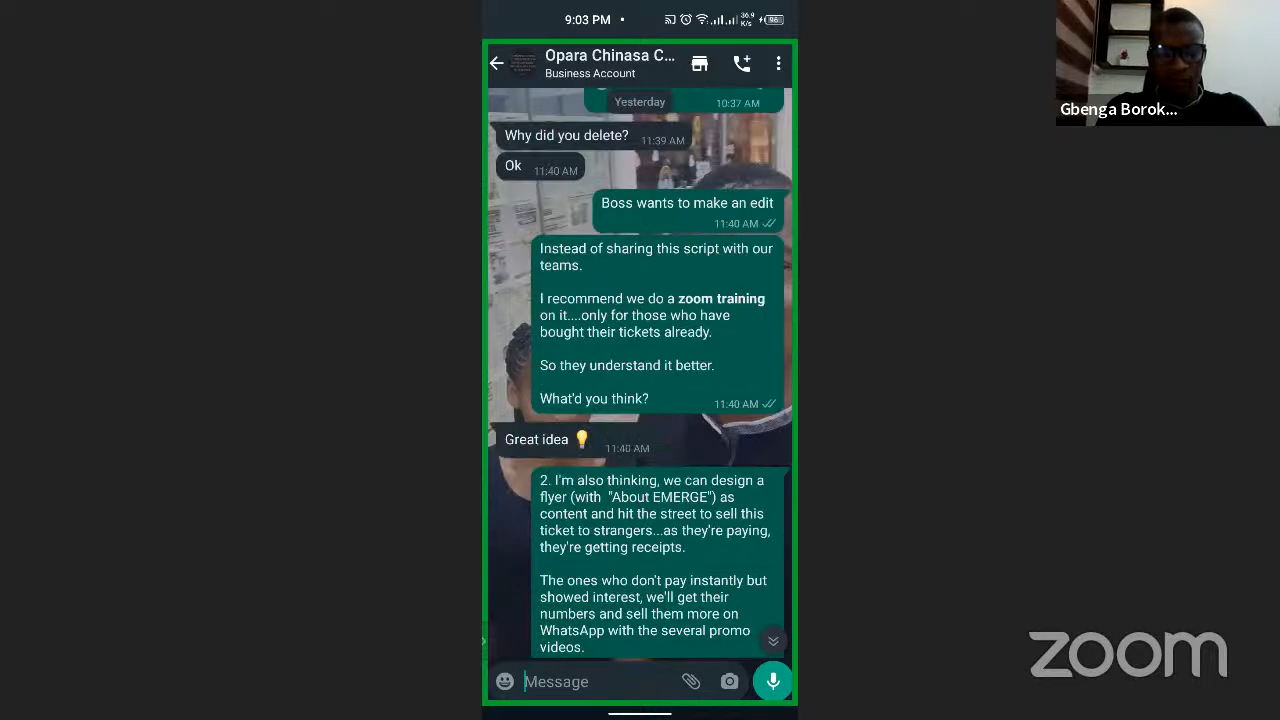 9:03 PM
36.9
K/s
96
Opara Chinasa C...
Business Account
Yesterday
10:37 AM
Why did you delete?
11:39 AM
Ok
11:40 AM
Boss wants to make an edit
11:40 AM
Instead of sharing this script with our
teams.
I recommend we do a zoom training
on it....only for those who have
bought their tickets already.
So they understand it better.
What'd you think?
11:40 AM
Great idea 💡
11:40 AM
2. I'm also thinking, we can design a
flyer (with "About EMERGE") as
content and hit the street to sell this
ticket to strangers...as they're paying,
they're getting receipts.
The ones who don't pay instantly but
showed interest, we'll get their
numbers and sell them more on
WhatsApp with the several promo
videos.
Message
Gbenga Borok...
zoom